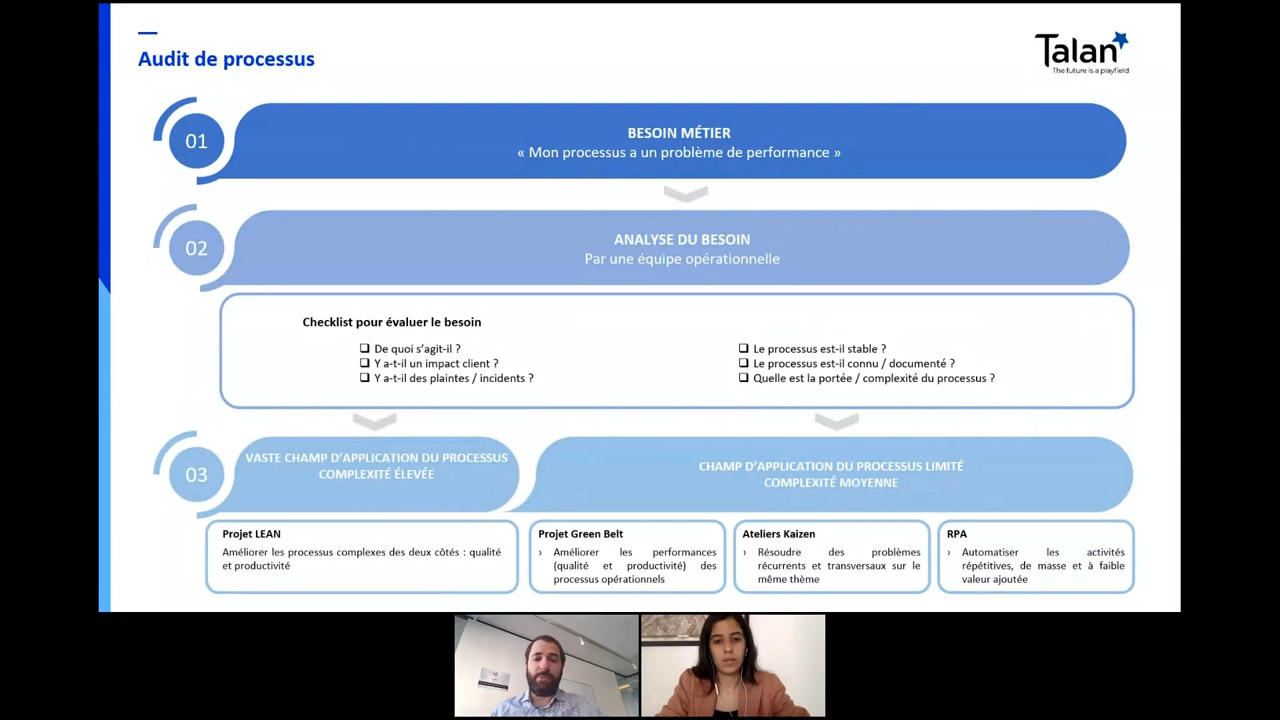 Audit de processus
Talan
The future is a playfield
01
BESOIN MÉTIER
« Mon processus a un problème de performance »
02
ANALYSE DU BESOIN
Par une équipe opérationnelle
Checklist pour évaluer le besoin
❑ De quoi s’agit-il ?
❑ Y a-t-il un impact client ?
❑ Y a-t-il des plaintes / incidents ?
❑ Le processus est-il stable ?
❑ Le processus est-il connu / documenté ?
❑ Quelle est la portée / complexité du processus ?
03
VASTE CHAMP D’APPLICATION DU PROCESSUS
COMPLEXITÉ ÉLEVÉE
CHAMP D’APPLICATION DU PROCESSUS LIMITÉ
COMPLEXITÉ MOYENNE
Projet LEAN
Améliorer les processus complexes des deux côtés : qualité
et productivité
Projet Green Belt
› Améliorer les performances
(qualité et productivité) des
processus opérationnels
Ateliers Kaizen
› Résoudre des problèmes
récurrents et transversaux sur le
même thème
RPA
› Automatiser les activités
répétitives, de masse et à faible
valeur ajoutée